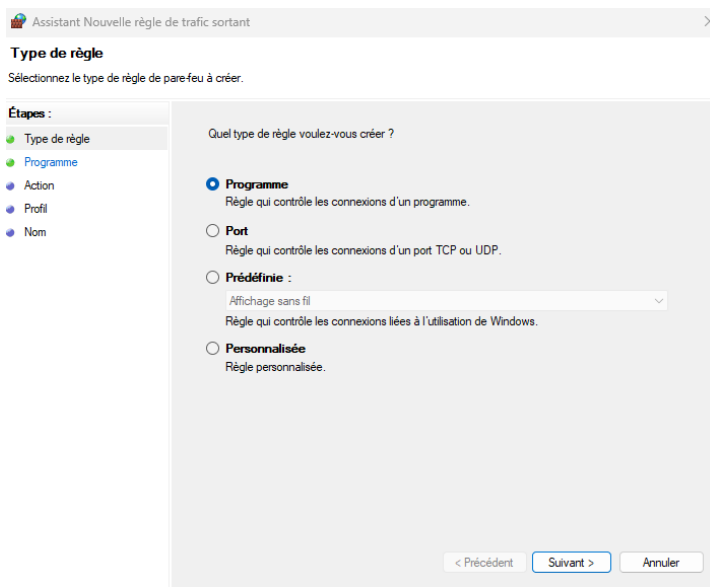 Assistant Nouvelle règle de trafic sortant
Type de règle
Sélectionnez le type de règle de pare-feu à créer.
Étapes :
Type de règle
Programme
Action
Profil
Nom
Quel type de règle voulez-vous créer ?
Programme
Règle qui contrôle les connexions d'un programme.
Port
Règle qui contrôle les connexions d'un port TCP ou UDP.
Prédéfinie :
Affichage sans fil
Règle qui contrôle les connexions liées à l'utilisation de Windows.
Personnalisée
Règle personnalisée.
< Précédent Suivant > Annuler